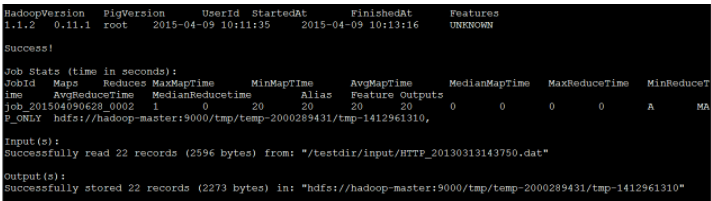 HadoopVersion PigVersion UserId StartedAt FinishedAt Features
1.1.2 0.11.1 root 2015-04-09 10:11:35 2015-04-09 10:13:16 UNKNOWN
Success!
Job Stats (time in seconds):
JobId Maps Reduces MaxMapTime MinMapTIme AvgMapTime MedianMapTime MaxReduceTime MinReduceT
ime AvgReduceTime MedianReducetime Alias Feature Outputs
job_201504090628_0002 1 0 20 20 20 20 0 0 0 0 A MA
P_ONLY hdfs://hadoop-master:9000/tmp/temp-2000289431/tmp-1412961310,
Input(s):
Successfully read 22 records (2596 bytes) from: "/testdir/input/HTTP_20130313143750.dat"
Output(s):
Successfully stored 22 records (2273 bytes) in: "hdfs://hadoop-master:9000/tmp/temp-2000289431/tmp-1412961310"